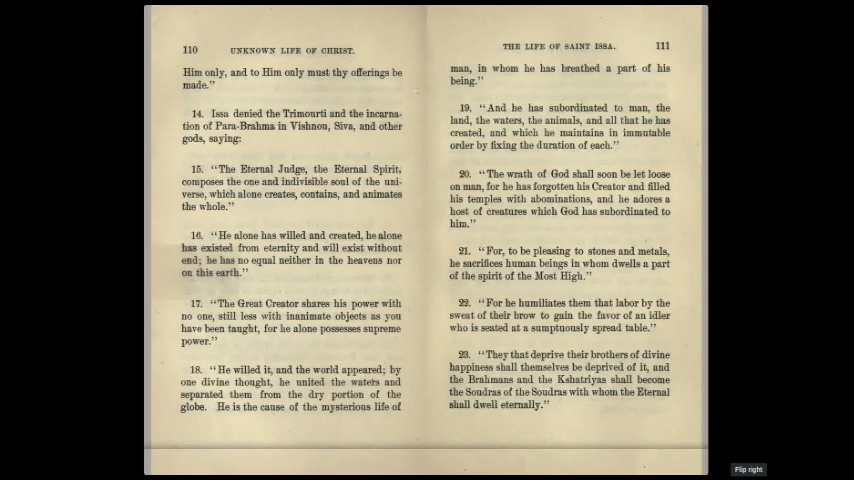 110 UNKNOWN LIFE OF CHRIST.
Him only, and to Him only must thy offerings be
made."
14. Issa denied the Trimourti and the incarna-
tion of Para-Brahma in Vishnou, Siva, and other
gods, saying:
15. "The Eternal Judge, the Eternal Spirit,
composes the one and indivisible soul of the uni-
verse, which alone creates, contains, and animates
the whole."
16. "He alone has willed and created, he alone
has existed from eternity and will exist without
end; he has no equal neither in the heavens nor
on this earth."
17. "The Great Creator shares his power with
no one, still less with inanimate objects as you
have been taught, for he alone possesses supreme
power."
18. "He willed it, and the world appeared; by
one divine thought, he united the waters and
separated them from the dry portion of the
globe. He is the cause of the mysterious life of
THE LIFE OF SAINT ISSA. 111
man, in whom he has breathed a part of his
being."
19. "And he has subordinated to man, the
land, the waters, the animals, and all that he has
created, and which he maintains in immutable
order by fixing the duration of each."
20. "The wrath of God shall soon be let loose
on man, for he has forgotten his Creator and filled
his temples with abominations, and he adores a
host of creatures which God has subordinated to
him."
21. "For, to be pleasing to stones and metals,
he sacrifices human beings in whom dwells a part
of the spirit of the Most High."
22. "For he humiliates them that labor by the
sweat of their brow to gain the favor of an idler
who is seated at a sumptuously spread table."
23. "They that deprive their brothers of divine
happiness shall themselves be deprived of it, and
the Brahmans and the Kshatriyas shall become
the Soudras of the Soudras with whom the Eternal
shall dwell eternally."
Flip right